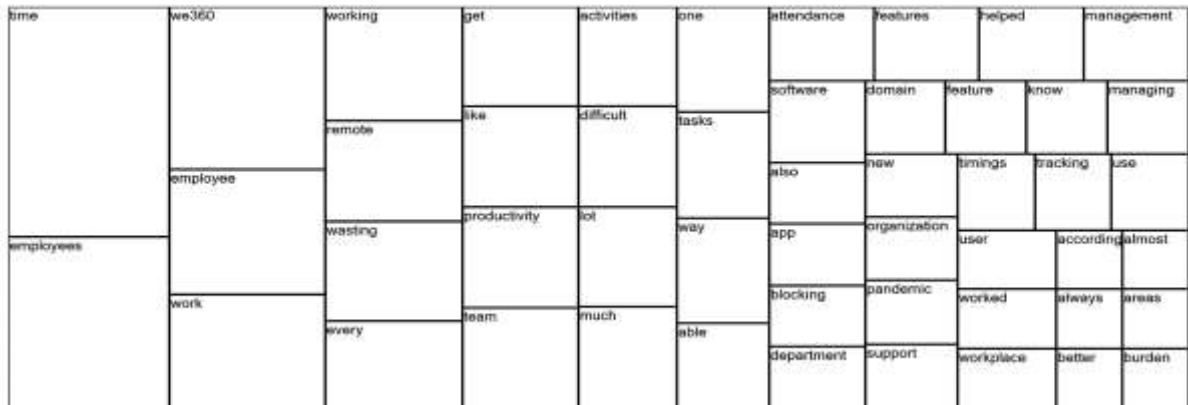 time
employees
we360
employee
work
working
remote
wasting
every
get
like
productivity
team
activities
difficult
lot
much
one
tasks
way
able
attendance
features
helped
management
software
also
app
blocking
department
domain
feature
know
managing
new
organization
pandemic
support
timings
tracking
use
user
worked
workplace
according
almost
always
areas
better
burden